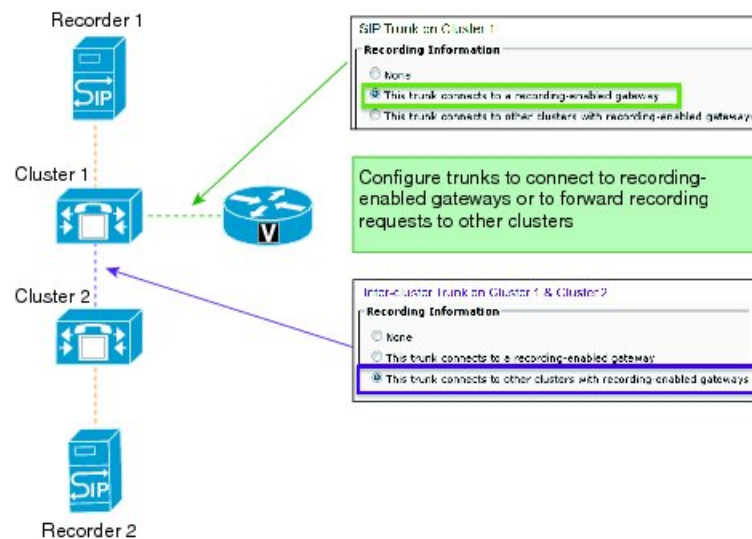 Recorder 1
SIP
Cluster 1
V
Cluster 2
SIP
Recorder 2
SIP Trunk on Cluster 1
Recording Information
None
This trunk connects to a recording-enabled gateway
This trunk connects to other clusters with recording-enabled gateways
Configure trunks to connect to recording-
enabled gateways or to forward recording
requests to other clusters
Inter-cluster Trunk on Cluster 1 & Cluster 2
Recording Information
None
This trunk connects to a recording-enabled gateway
This trunk connects to other clusters with recording-enabled gateways